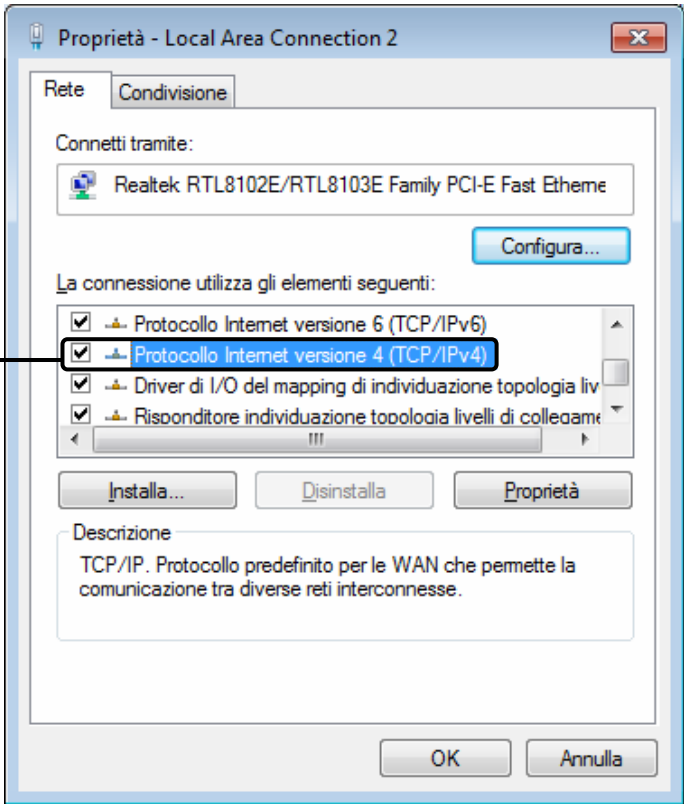 Proprietà - Local Area Connection 2
Rete
Condivisione
Connetti tramite:
Realtek RTL8102E/RTL8103E Family PCI-E Fast Etherne
Configura...
La connessione utilizza gli elementi seguenti:
Protocollo Internet versione 6 (TCP/IPv6)
Protocollo Internet versione 4 (TCP/IPv4)
Driver di I/O del mapping di individuazione topologia liv
Risponditore individuazione topologia livelli di collegame
Installa...
Disinstalla
Proprietà
Descrizione
TCP/IP. Protocollo predefinito per le WAN che permette la
comunicazione tra diverse reti interconnesse.
OK
Annulla